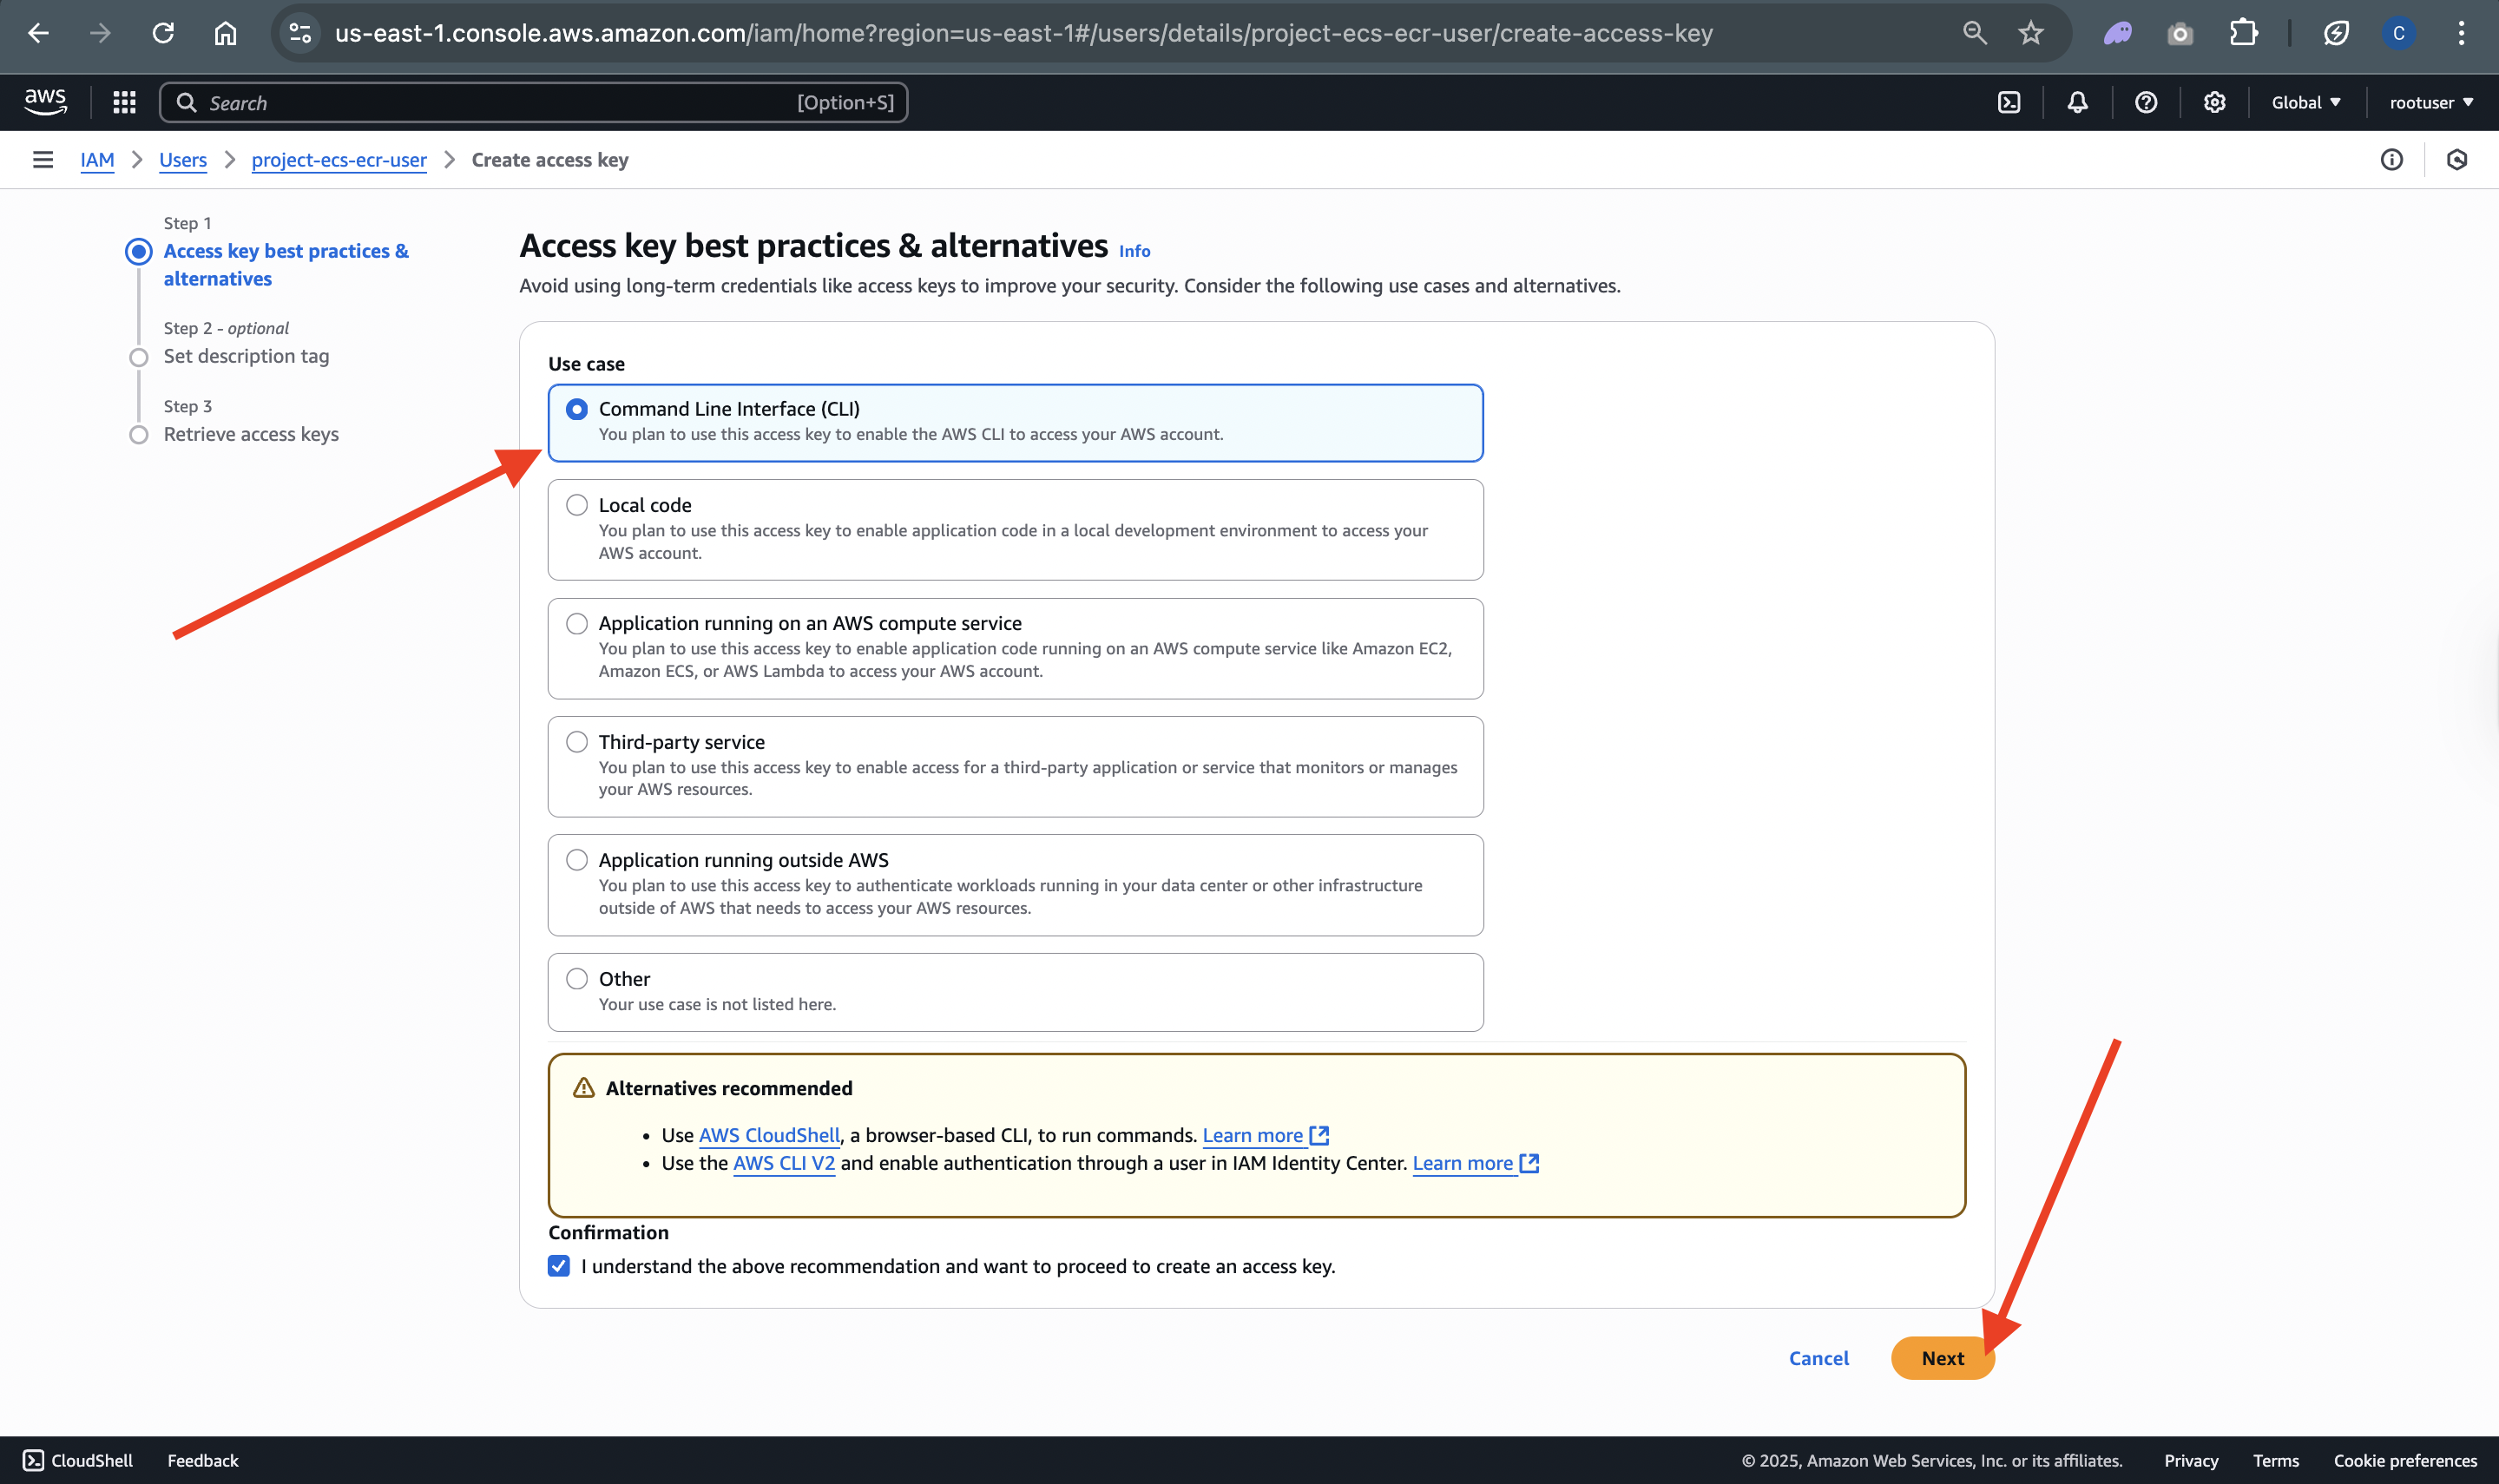 us-east-1.console.aws.amazon.com/iam/home?region=us-east-1#/users/details/project-ecs-ecr-user/create-access-key
C
aws
Search
[Option+S]
Global
rootuser
IAM
Users
project-ecs-ecr-user
Create access key
Step 1
Access key best practices &
alternatives
Step 2 - optional
Set description tag
Step 3
Retrieve access keys
Access key best practices & alternatives Info
Avoid using long-term credentials like access keys to improve your security. Consider the following use cases and alternatives.
Use case
Command Line Interface (CLI)
You plan to use this access key to enable the AWS CLI to access your AWS account.
Local code
You plan to use this access key to enable application code in a local development environment to access your
AWS account.
Application running on an AWS compute service
You plan to use this access key to enable application code running on an AWS compute service like Amazon EC2,
Amazon ECS, or AWS Lambda to access your AWS account.
Third-party service
You plan to use this access key to enable access for a third-party application or service that monitors or manages
your AWS resources.
Application running outside AWS
You plan to use this access key to authenticate workloads running in your data center or other infrastructure
outside of AWS that needs to access your AWS resources.
Other
Your use case is not listed here.
Alternatives recommended
• Use AWS CloudShell, a browser-based CLI, to run commands. Learn more
• Use the AWS CLI V2 and enable authentication through a user in IAM Identity Center. Learn more
Confirmation
I understand the above recommendation and want to proceed to create an access key.
Cancel
Next
CloudShell
Feedback
© 2025, Amazon Web Services, Inc. or its affiliates.
Privacy
Terms
Cookie preferences